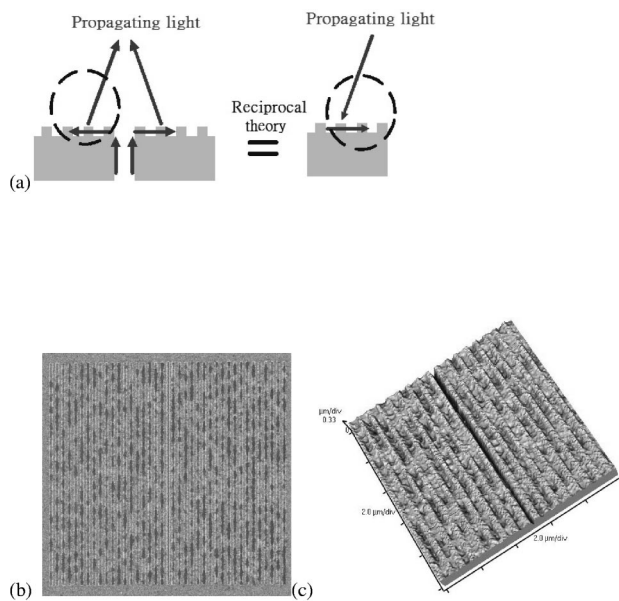 Propagating light
Propagating light
Reciprocal
theory
(a)
µm/div
0.33
2.0 µm/div
2.0 µm/div
(b)
(c)